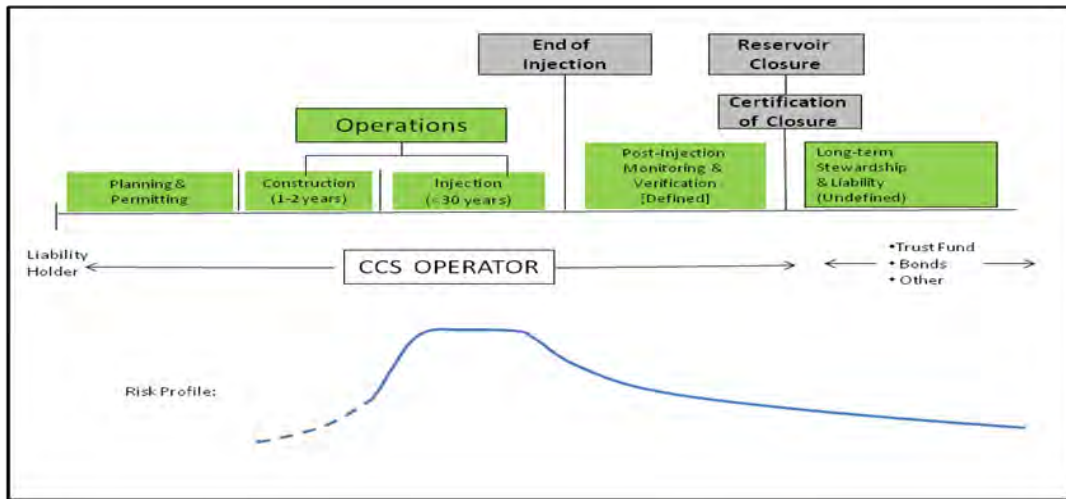 End of
Injection
Reservoir
Closure
Certification
of Closure
Operations
Planning &
Permitting
Construction
(1-2 years)
Injection
(<30 years)
Post-Injection
Monitoring &
Verification
[Defined]
Long-term
Stewardship
& Liability
(Undefined)
Liability
Holder
CCS OPERATOR
•Trust Fund
• Bonds
• Other
Risk Profile: